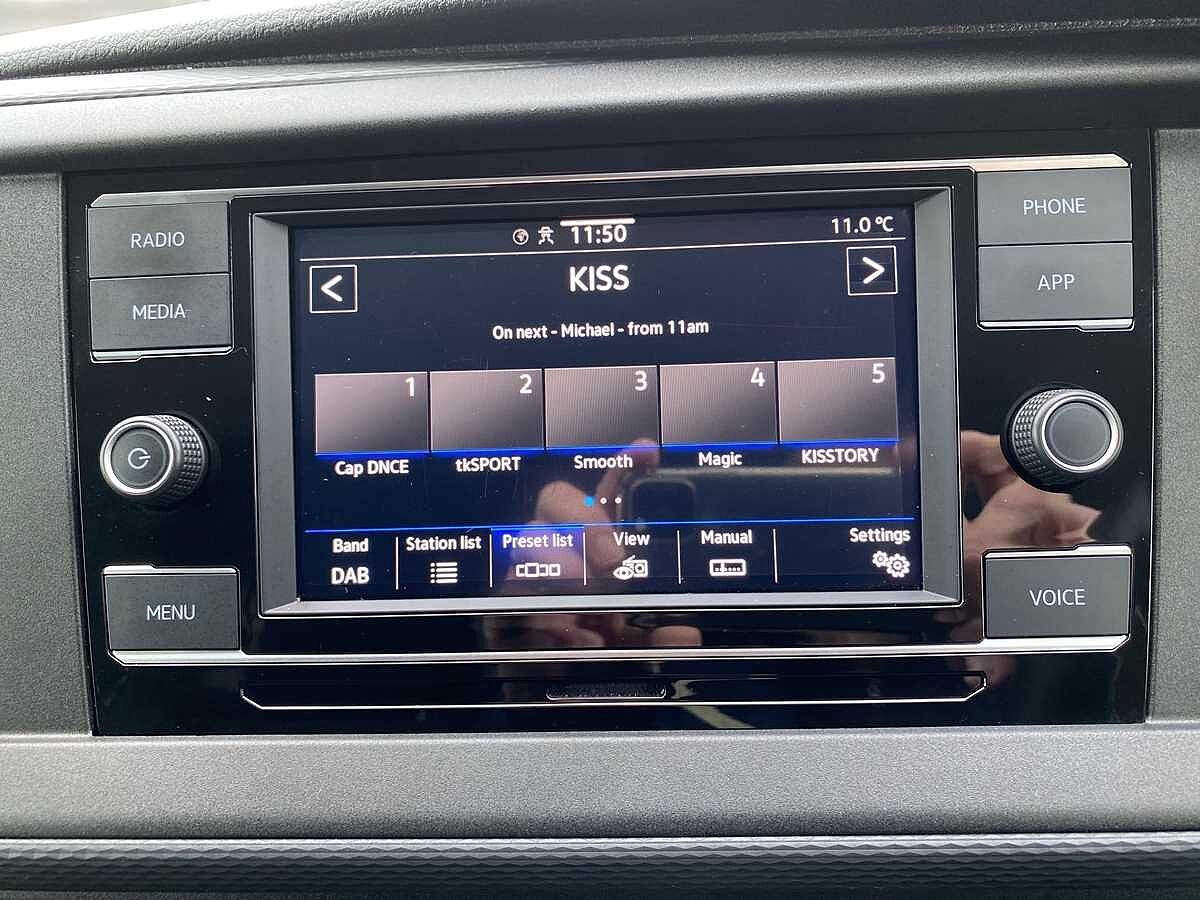 RADIO
MEDIA
MENU
PHONE
APP
VOICE
11:50
11.0 °C
<
KISS
>
On next - Michael - from 11am
1 2 3 4 5
Cap DNCE tkSPORT Smooth Magic KISSTORY
Band Station list Preset list View Manual Settings
DAB